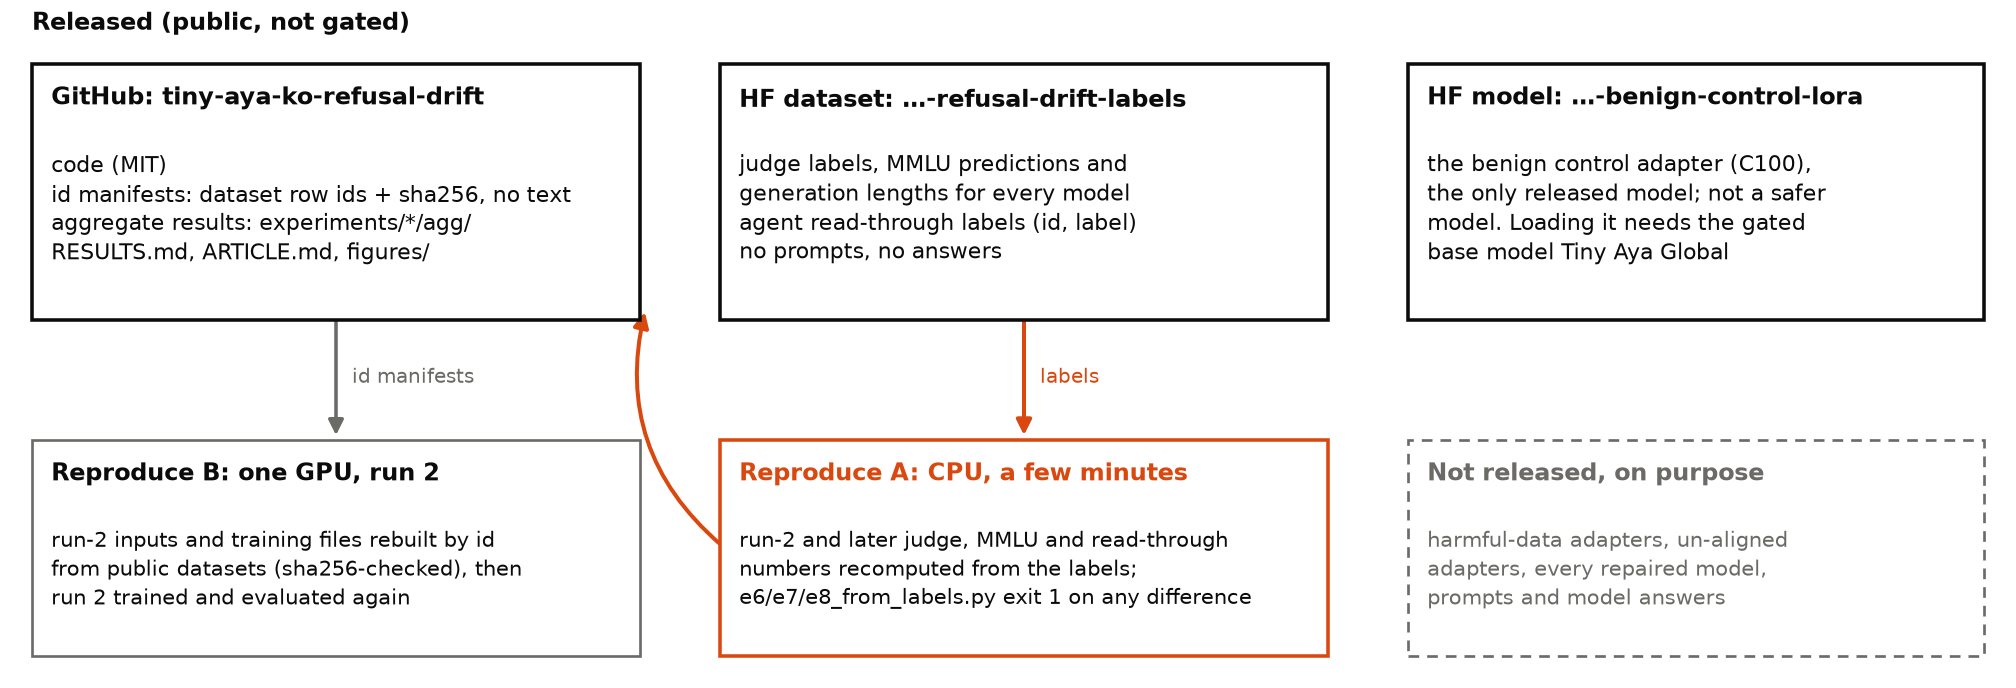 Released (public, not gated)
GitHub: tiny-aya-ko-refusal-drift
code (MIT)
id manifests: dataset row ids + sha256, no text
aggregate results: experiments/*/agg/
RESULTS.md, ARTICLE.md, figures/
HF dataset: …-refusal-drift-labels
judge labels, MMLU predictions and
generation lengths for every model
agent read-through labels (id, label)
no prompts, no answers
HF model: …-benign-control-lora
the benign control adapter (C100),
the only released model; not a safer
model. Loading it needs the gated
base model Tiny Aya Global
id manifests
labels
Reproduce B: one GPU, run 2
run-2 inputs and training files rebuilt by id
from public datasets (sha256-checked), then
run 2 trained and evaluated again
Reproduce A: CPU, a few minutes
run-2 and later judge, MMLU and read-through
numbers recomputed from the labels;
e6/e7/e8_from_labels.py exit 1 on any difference
Not released, on purpose
harmful-data adapters, un-aligned
adapters, every repaired model,
prompts and model answers